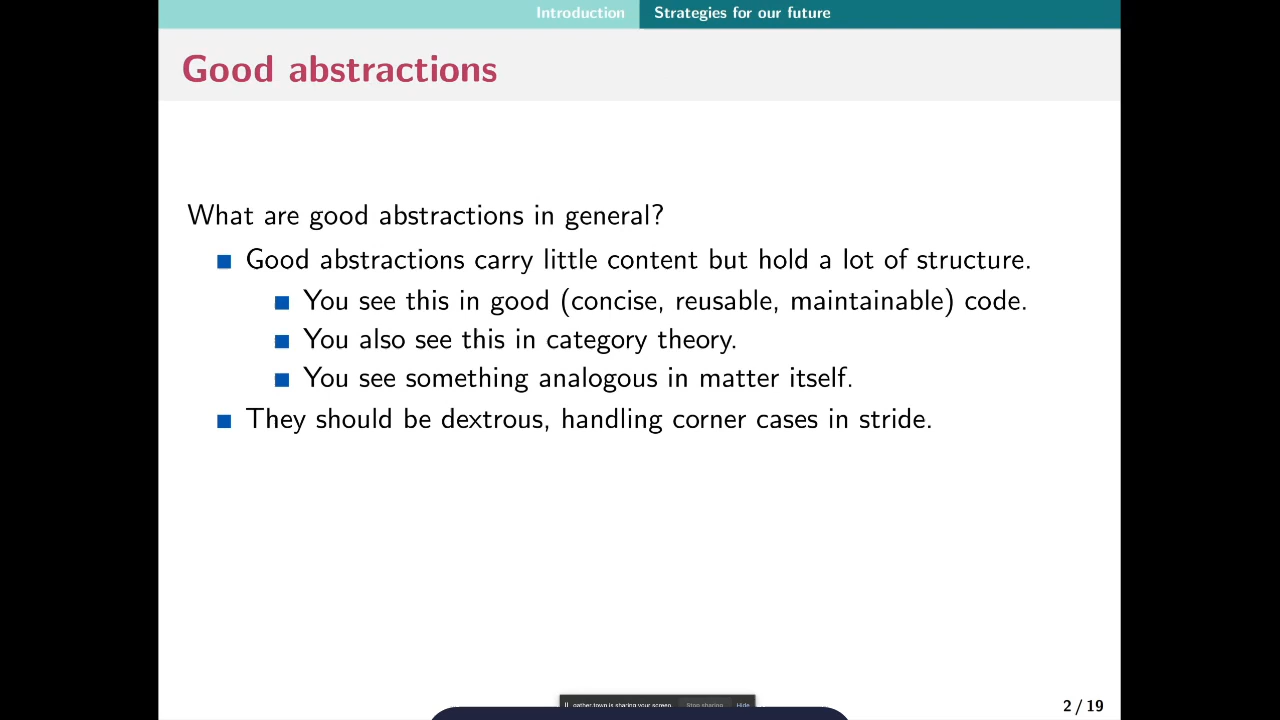 Introduction
Strategies for our future
Good abstractions
What are good abstractions in general?
Good abstractions carry little content but hold a lot of structure.
You see this in good (concise, reusable, maintainable) code.
You also see this in category theory.
You see something analogous in matter itself.
They should be dextrous, handling corner cases in stride.
gather.town is sharing your screen. Stop sharing Hide
2 / 19